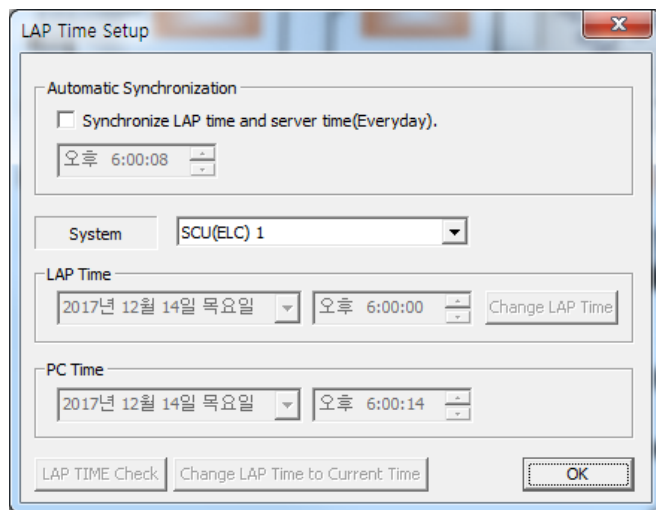 LAP Time Setup
Automatic Synchronization
Synchronize LAP time and server time(Everyday).
오후 6:00:08
System SCU(ELC) 1
LAP Time
2017년 12월 14일 목요일 오후 6:00:00 Change LAP Time
PC Time
2017년 12월 14일 목요일 오후 6:00:14
LAP TIME Check Change LAP Time to Current Time OK